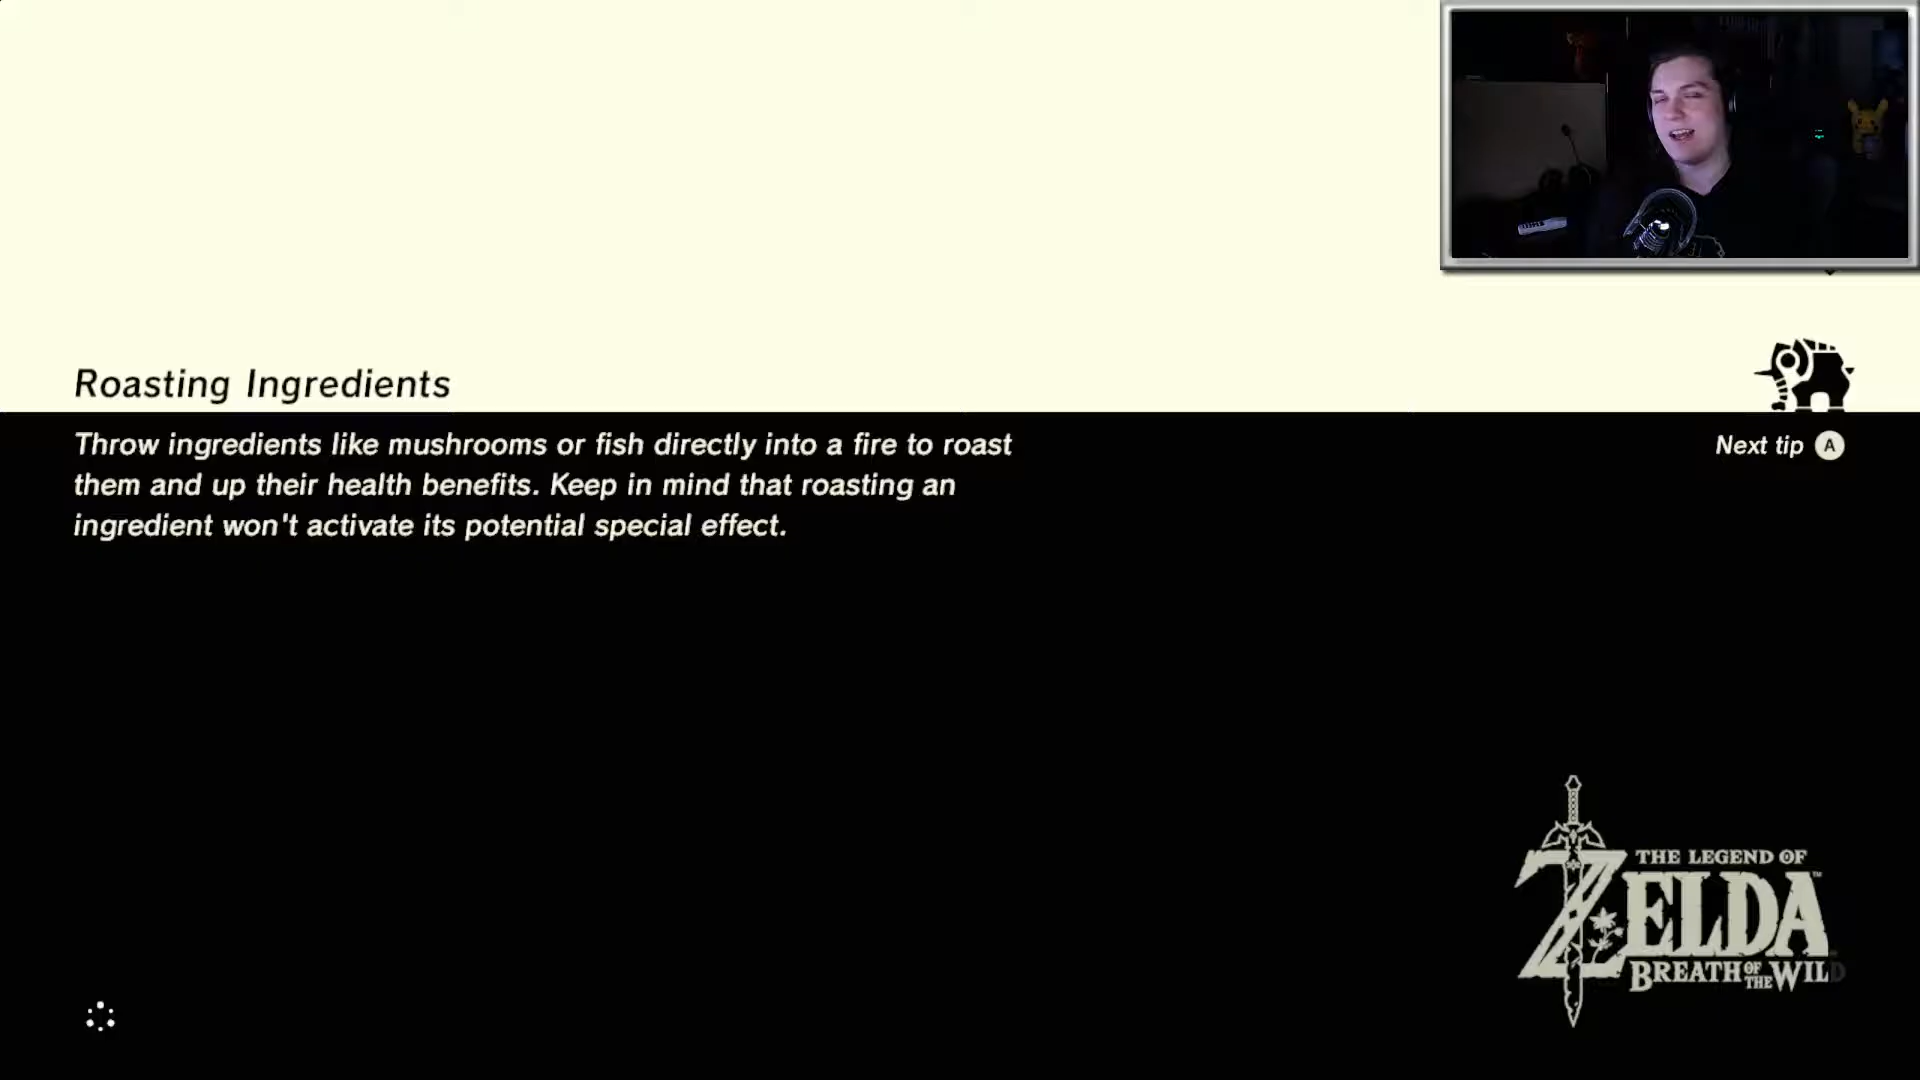 Roasting Ingredients
Throw ingredients like mushrooms or fish directly into a fire to roast
them and up their health benefits. Keep in mind that roasting an
ingredient won't activate its potential special effect.
Next tip A
THE LEGEND OF
ZELDA
BREATH OF THE WILD